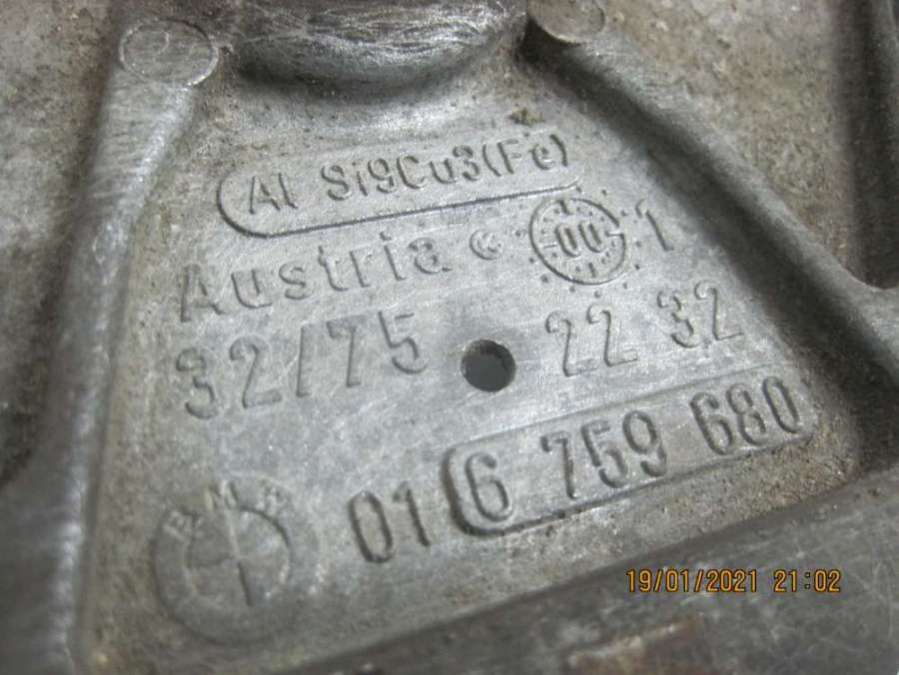 Al Si9Cu3(Fe)
Austria « 00 1
32/75 22 32
01 6 759 680
BMW
19/01/2021 21:02